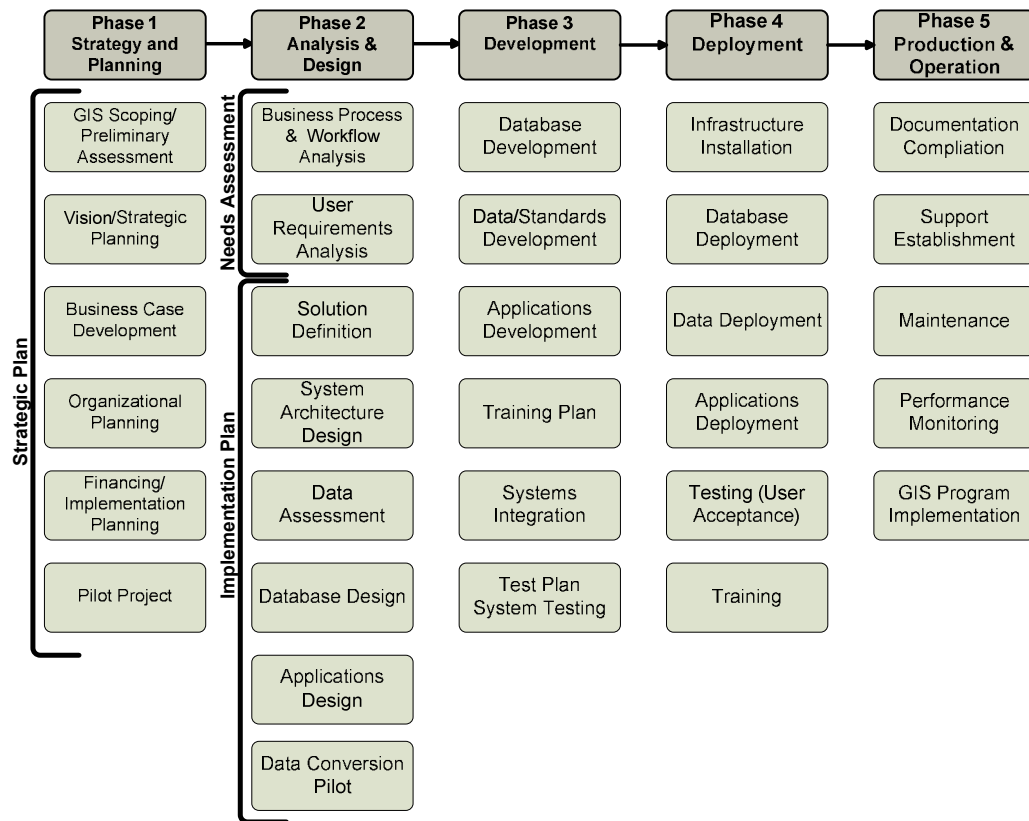 Phase 1
Strategy and
Planning
Phase 2
Analysis &
Design
Phase 3
Development
Phase 4
Deployment
Phase 5
Production &
Operation
Strategic Plan
GIS Scoping/
Preliminary
Assessment
Vision/Strategic
Planning
Business Case
Development
Organizational
Planning
Financing/
Implementation
Planning
Pilot Project
Needs Assessment
Business Process
& Workflow
Analysis
User
Requirements
Analysis
Implementation Plan
Solution
Definition
System
Architecture
Design
Data
Assessment
Database Design
Applications
Design
Data Conversion
Pilot
Database
Development
Data/Standards
Development
Applications
Development
Training Plan
Systems
Integration
Test Plan
System Testing
Infrastructure
Installation
Database
Deployment
Data Deployment
Applications
Deployment
Testing (User
Acceptance)
Training
Documentation
Compliation
Support
Establishment
Maintenance
Performance
Monitoring
GIS Program
Implementation